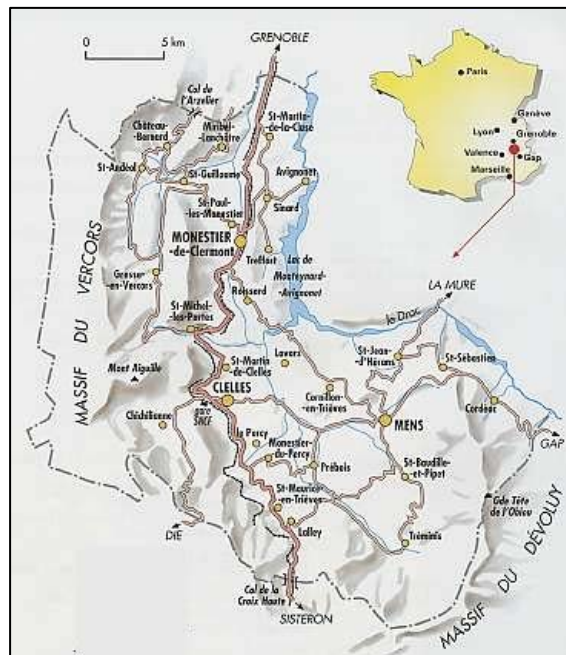 0
5 km
GRENOBLE
Paris
Genève
Lyon
Grenoble
Valence
Gap
Marseille
Col de
l'Arzelier
St-Martin-
de-la-Cluse
Château-
Bernard
Miribel-
Lanchâtre
St-Andéol
St-Guillaume
Avignonet
St-Paul-
les-Monestier
Sinard
MONESTIER
-de-Clermont
Treffort
Lac de
Monteynard-
Avignonet
Gresse-
en-Vercors
Roissard
LA MURE
le Drac
MASSIF DU VERCORS
St-Michel-
les-Portes
St-Jean-
d'Hérans
St-Sébastien
Mont Aiguille
St-Martin
de-Clelles
Lavars
CLELLES
Cornillon-
en-Trièves
Cordéac
gare
SNCF
Chichilianne
MENS
GAP
le Percy
Monestier-
du-Percy
Prébois
St-Baudille-
et-Pipet
St-Maurice-
en-Trièves
Gde Tête
de l'Obiou
Lalley
Tréminis
DIE
Col de la
Croix Haute
SISTERON
MASSIF DU DÉVOLUY